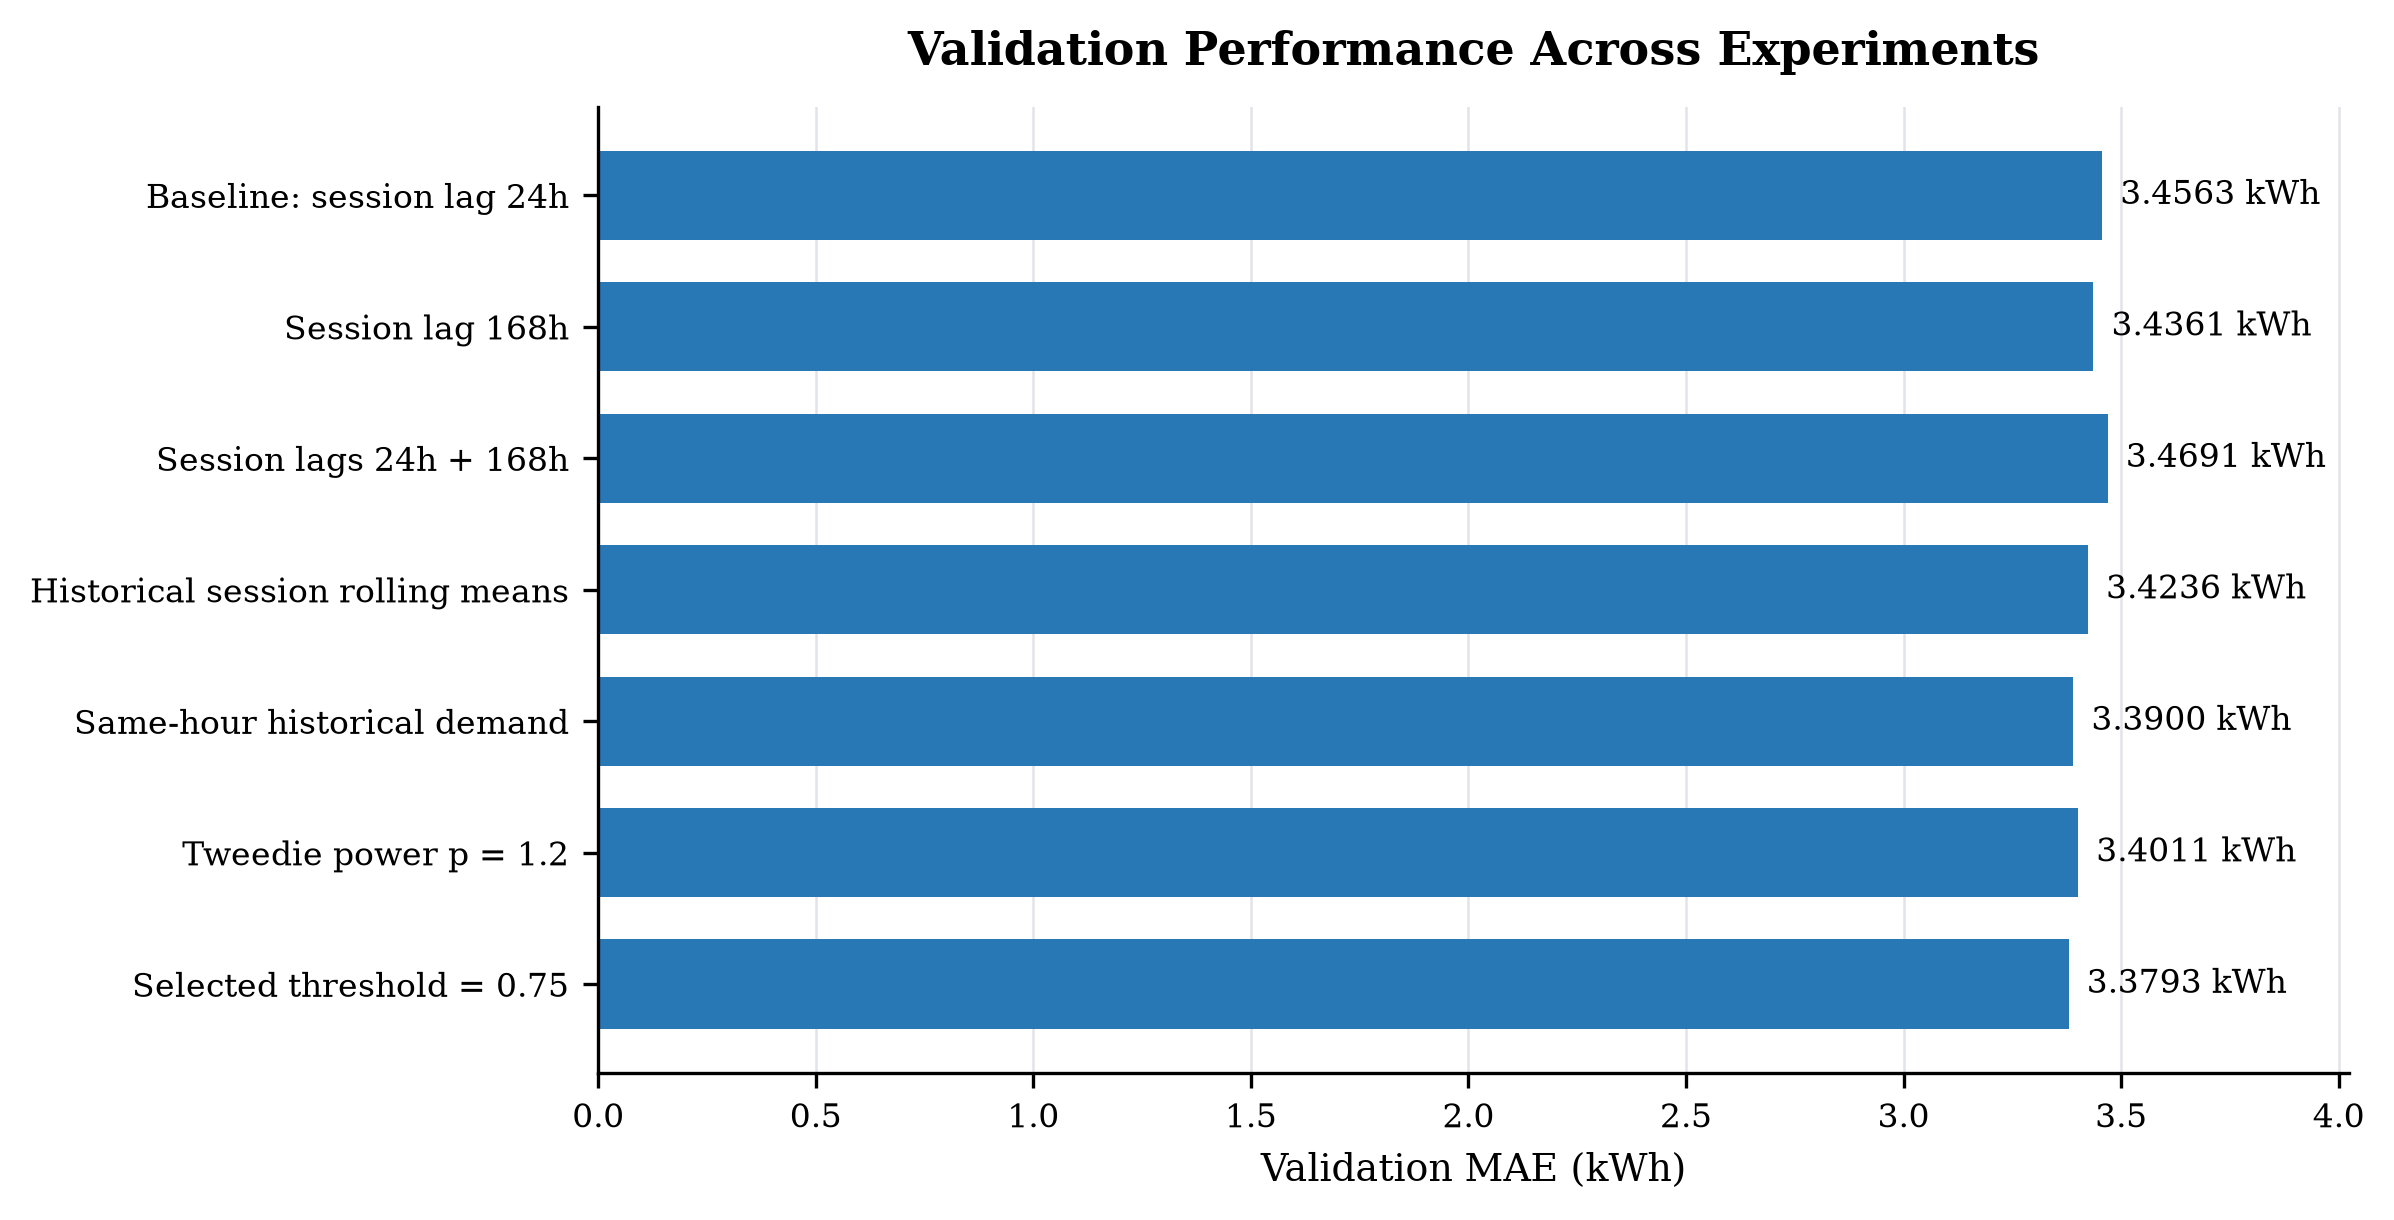 Validation Performance Across Experiments
Baseline: session lag 24h 3.4563 kWh
Session lag 168h 3.4361 kWh
Session lags 24h + 168h 3.4691 kWh
Historical session rolling means 3.4236 kWh
Same-hour historical demand 3.3900 kWh
Tweedie power p = 1.2 3.4011 kWh
Selected threshold = 0.75 3.3793 kWh
0.0 0.5 1.0 1.5 2.0 2.5 3.0 3.5 4.0
Validation MAE (kWh)